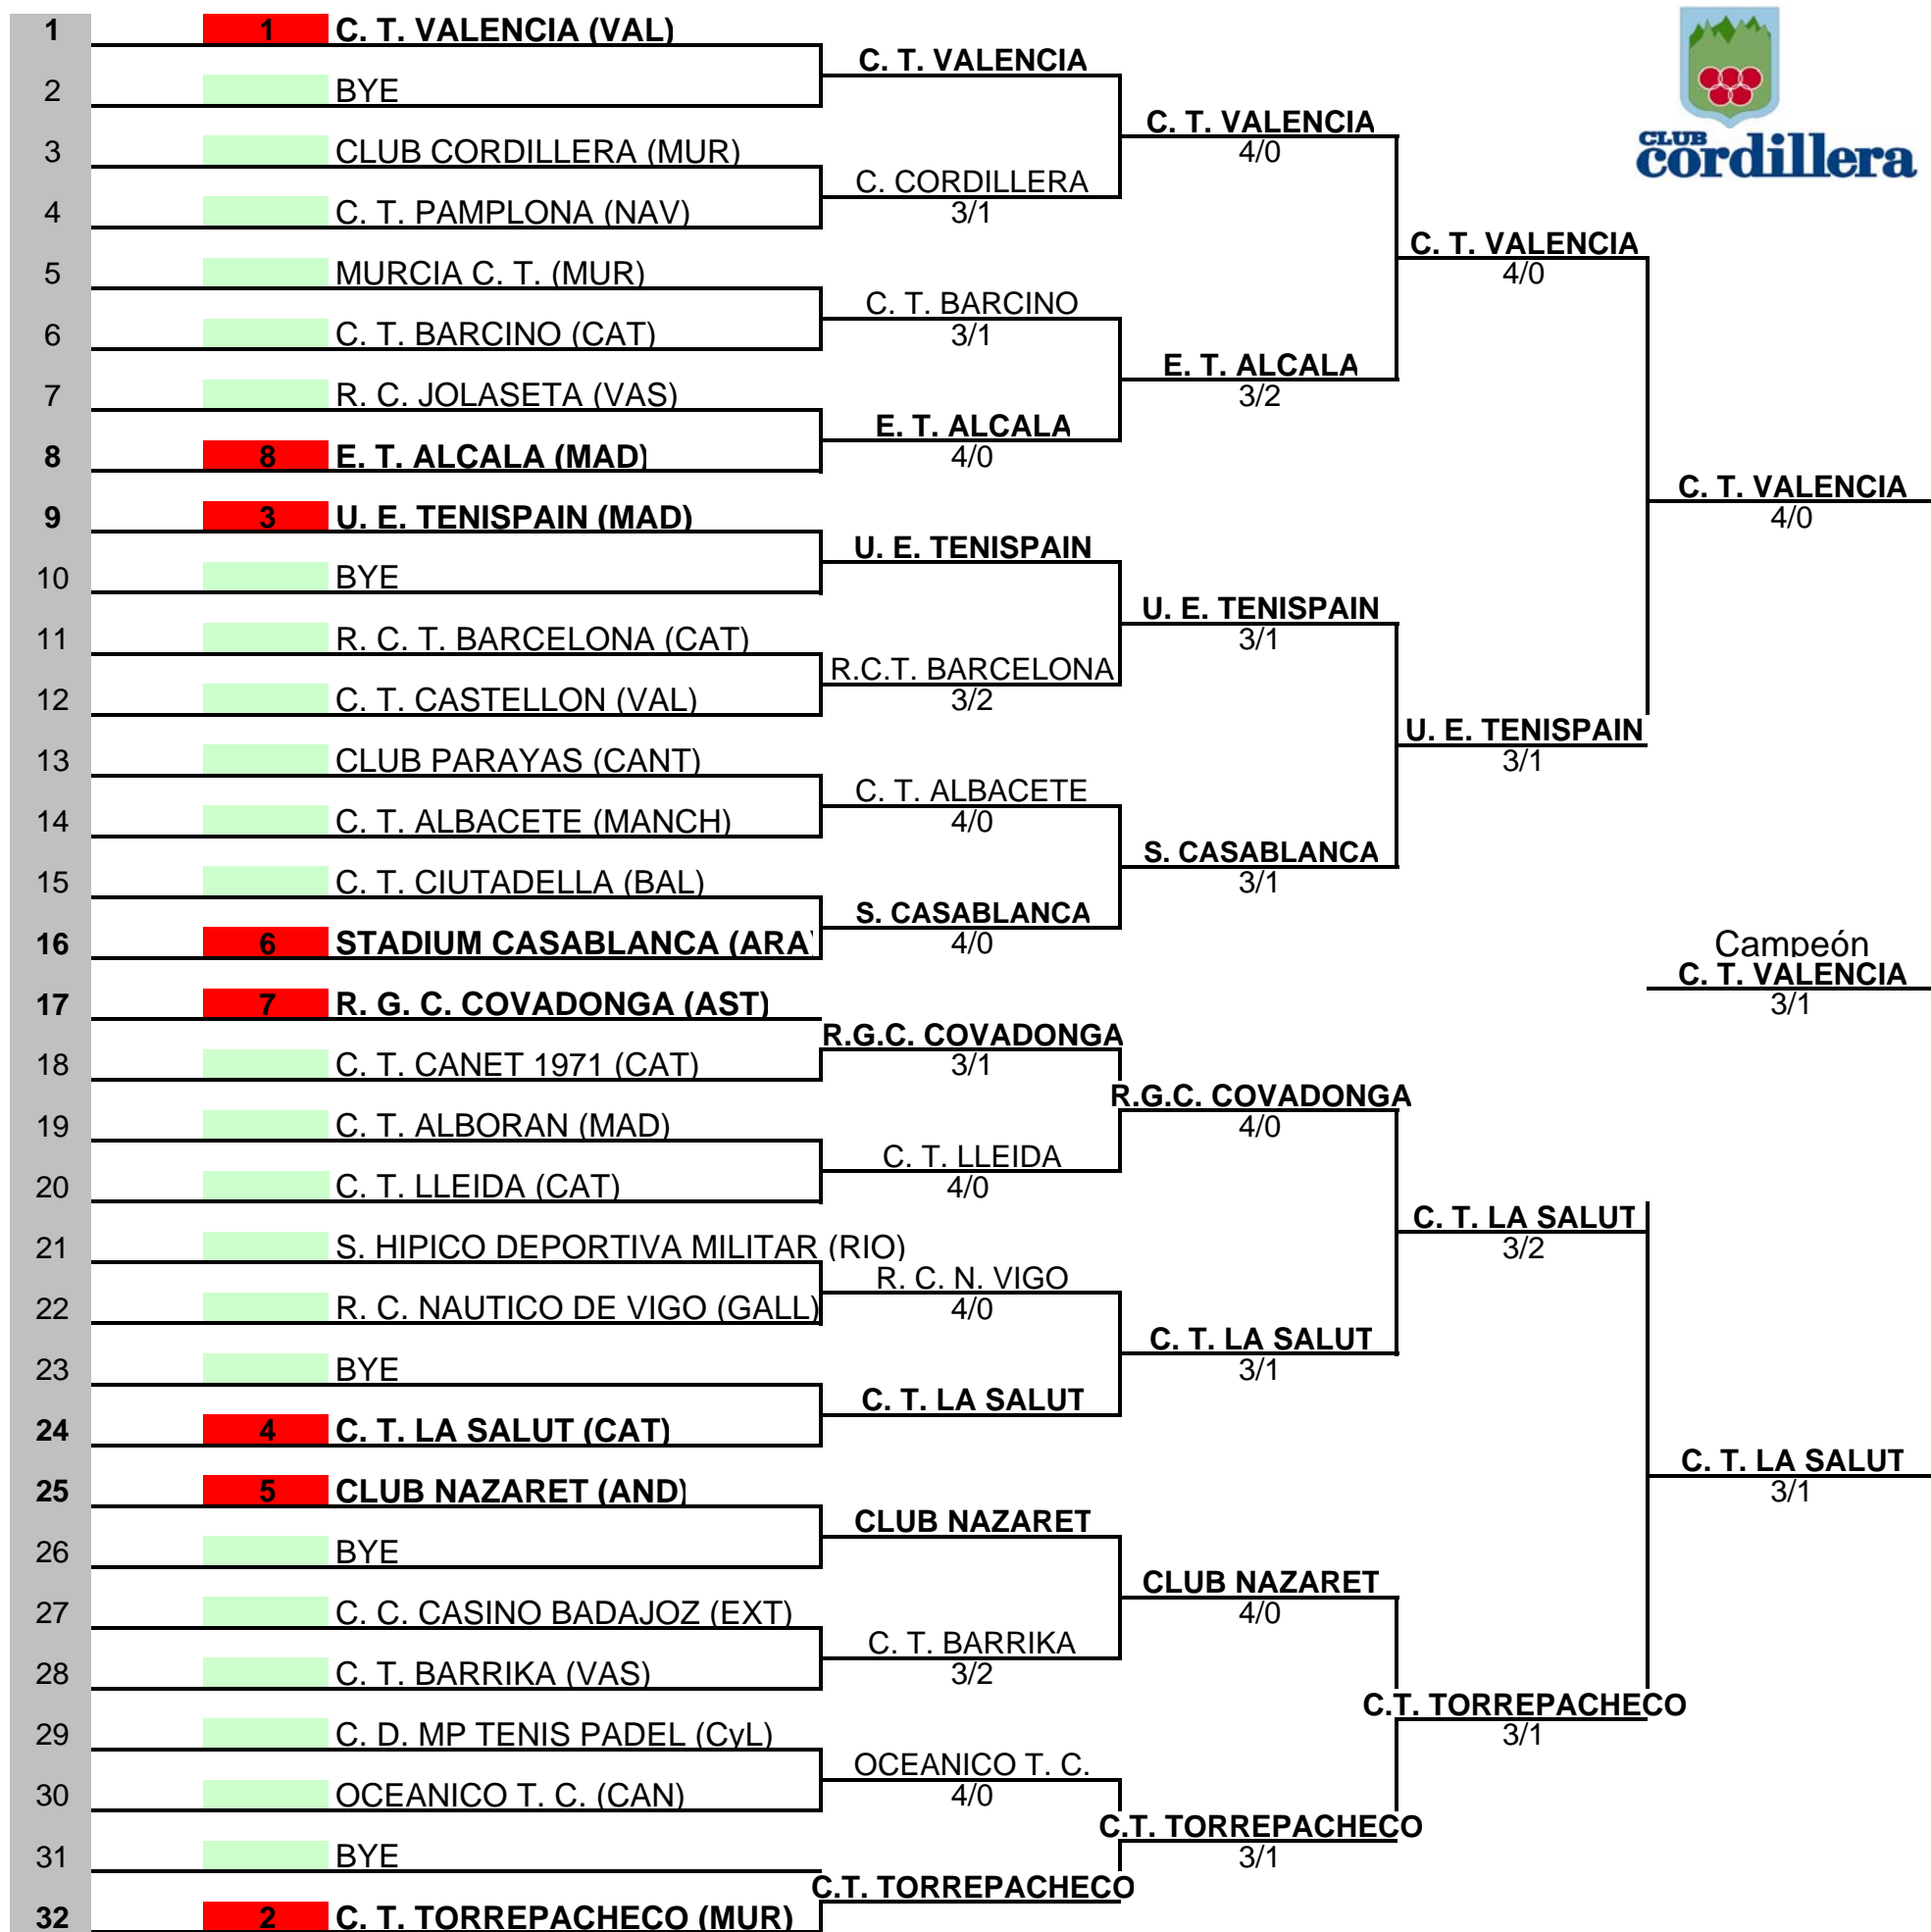 1 1 C. T. VALENCIA (VAL)
C. T. VALENCIA
2 BYE
C. T. VALENCIA
4/0
3 CLUB CORDILLERA (MUR)
C. CORDILLERA
3/1
4 C. T. PAMPLONA (NAV)
CLUB
cordillera
C. T. VALENCIA
4/0
5 MURCIA C. T. (MUR)
C. T. BARCINO
3/1
6 C. T. BARCINO (CAT)
E. T. ALCALA
3/2
7 R. C. JOLASETA (VAS)
E. T. ALCALA
4/0
8 8 E. T. ALCALA (MAD)
C. T. VALENCIA
4/0
9 3 U. E. TENISPAIN (MAD)
U. E. TENISPAIN
10 BYE
U. E. TENISPAIN
3/1
11 R. C. T. BARCELONA (CAT)
R.C.T. BARCELONA
3/2
12 C. T. CASTELLON (VAL)
U. E. TENISPAIN
3/1
13 CLUB PARAYAS (CANT)
C. T. ALBACETE
4/0
14 C. T. ALBACETE (MANCH)
S. CASABLANCA
3/1
15 C. T. CIUTADELLA (BAL)
S. CASABLANCA
4/0
16 6 STADIUM CASABLANCA (ARA)
Campeón
C. T. VALENCIA
3/1
17 7 R. G. C. COVADONGA (AST)
R.G.C. COVADONGA
3/1
18 C. T. CANET 1971 (CAT)
R.G.C. COVADONGA
4/0
19 C. T. ALBORAN (MAD)
C. T. LLEIDA
4/0
20 C. T. LLEIDA (CAT)
C. T. LA SALUT
3/2
21 S. HIPICO DEPORTIVA MILITAR (RIO)
R. C. N. VIGO
4/0
22 R. C. NAUTICO DE VIGO (GALL)
C. T. LA SALUT
3/1
23 BYE
C. T. LA SALUT
24 4 C. T. LA SALUT (CAT)
C. T. LA SALUT
3/1
25 5 CLUB NAZARET (AND)
CLUB NAZARET
26 BYE
CLUB NAZARET
4/0
27 C. C. CASINO BADAJOZ (EXT)
C. T. BARRIKA
3/2
28 C. T. BARRIKA (VAS)
C.T. TORREPACHECO
3/1
29 C. D. MP TENIS PADEL (CyL)
OCEANICO T. C.
4/0
30 OCEANICO T. C. (CAN)
C.T. TORREPACHECO
3/1
31 BYE
C.T. TORREPACHECO
32 2 C. T. TORREPACHECO (MUR)